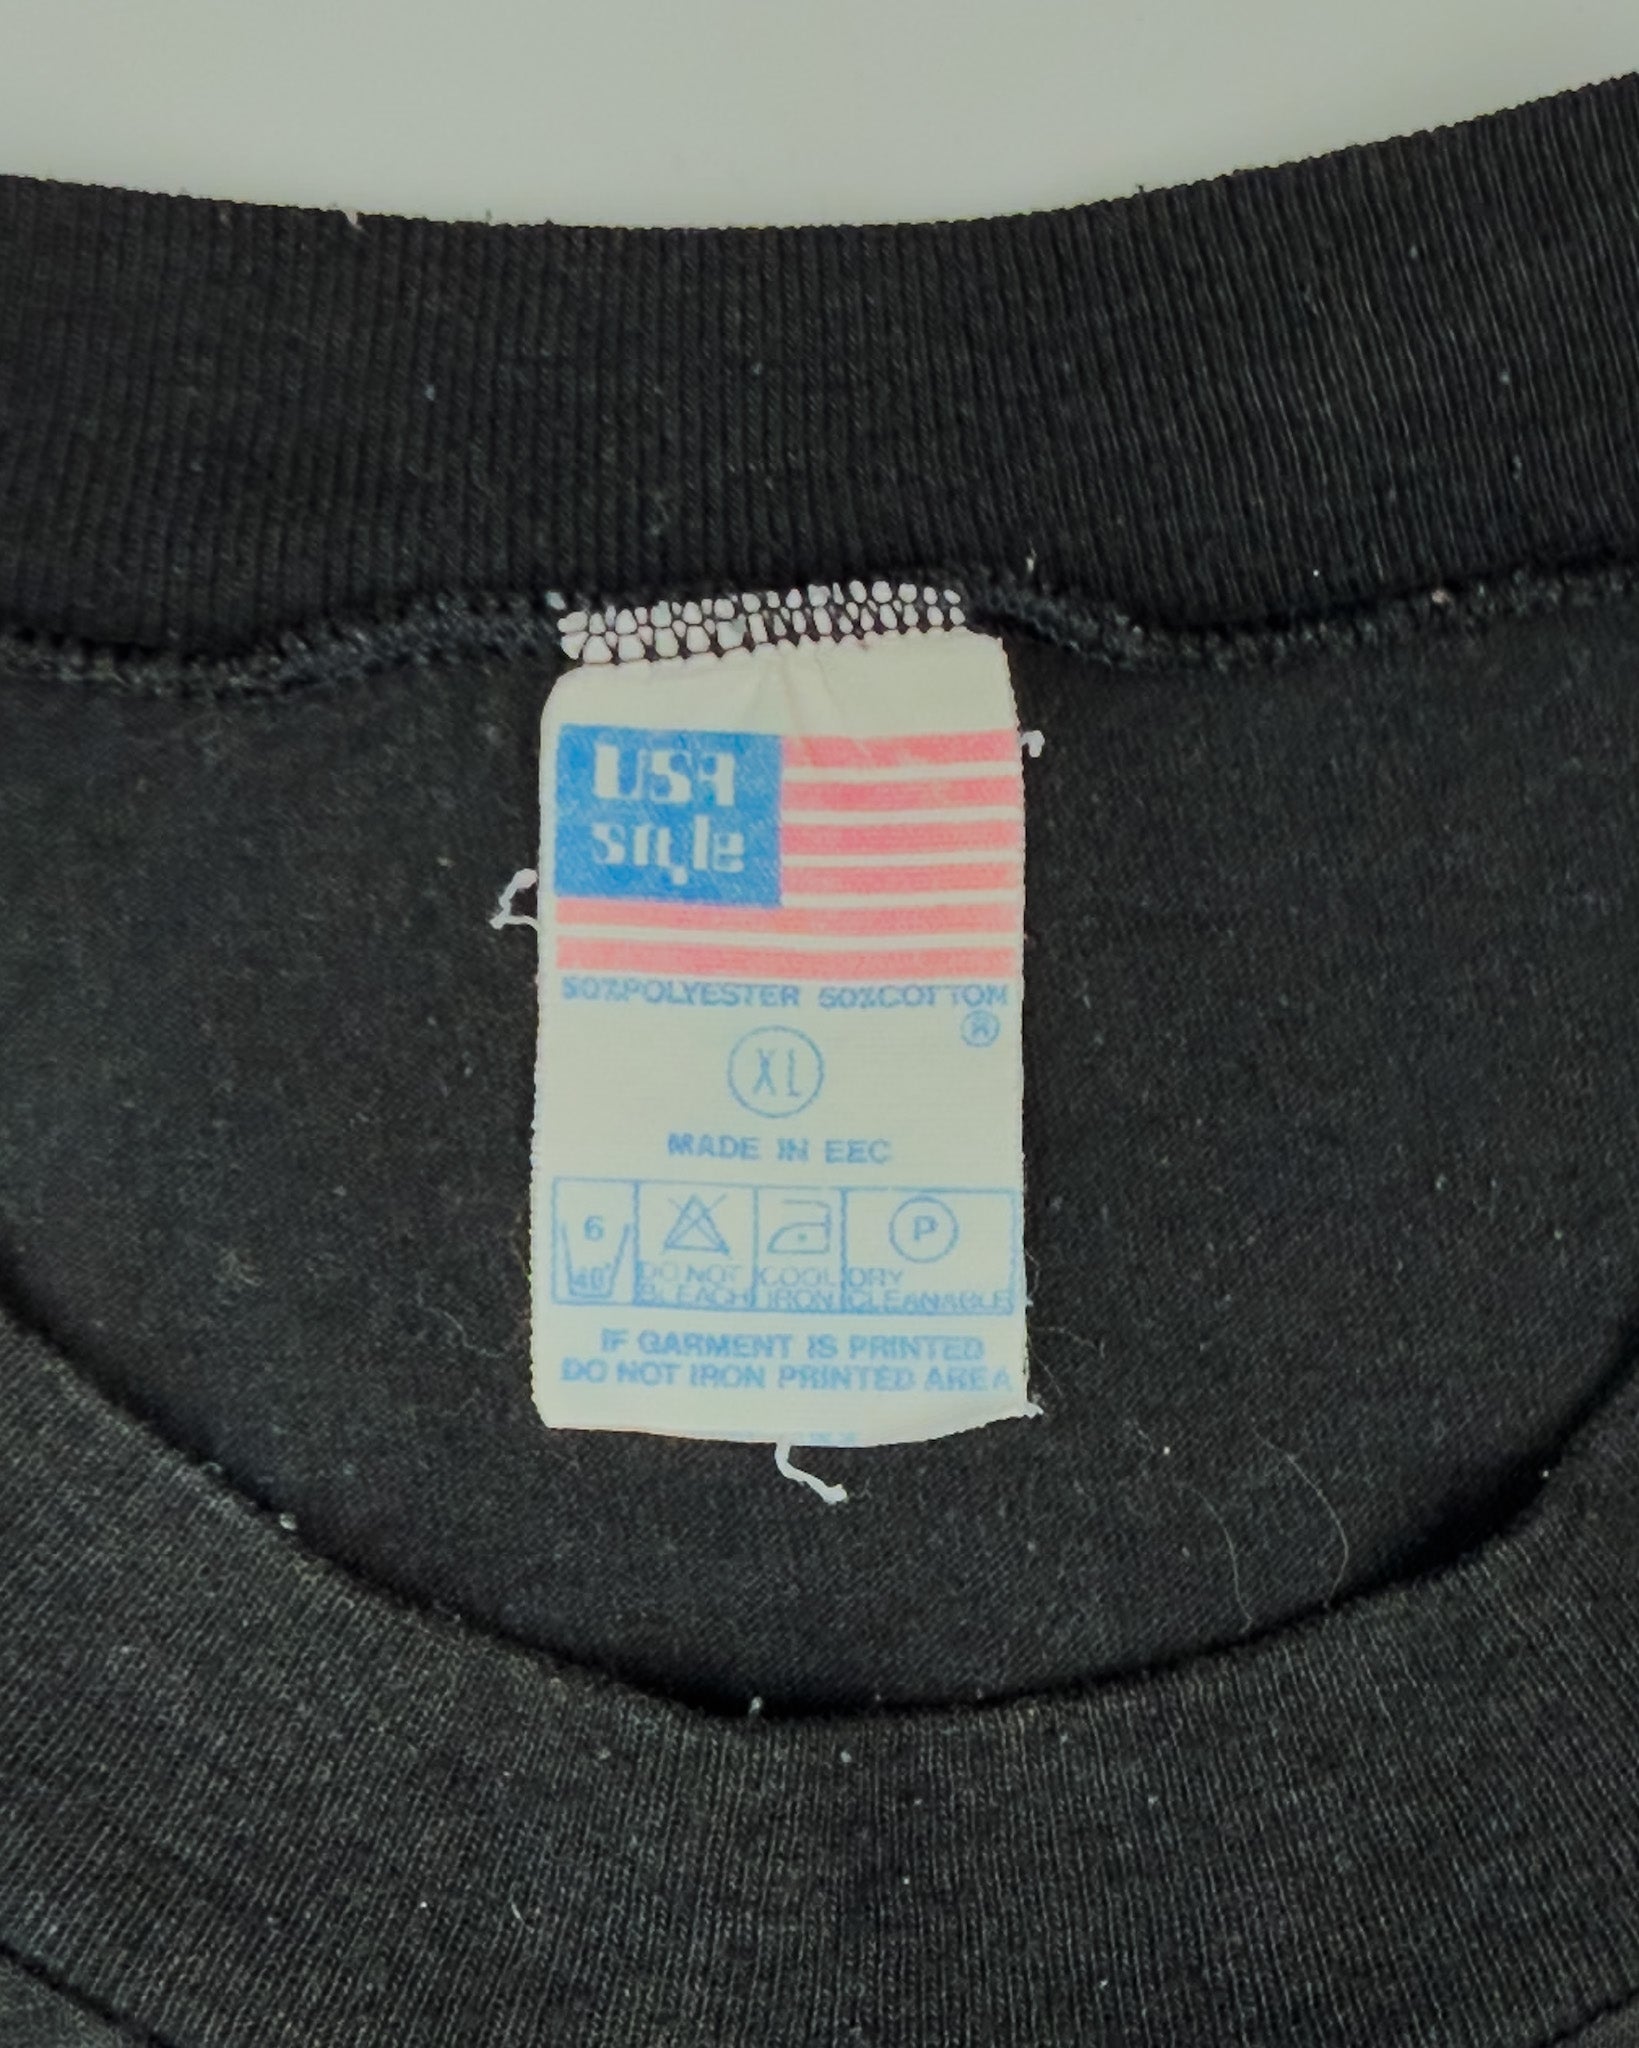 USA
style
50%POLYESTER 50%COTTON
®
XL
MADE IN EEC
6
40°
DO NOT
BLEACH
COOL
IRON
P
DRY
CLEANABLE
IF GARMENT IS PRINTED
DO NOT IRON PRINTED AREA